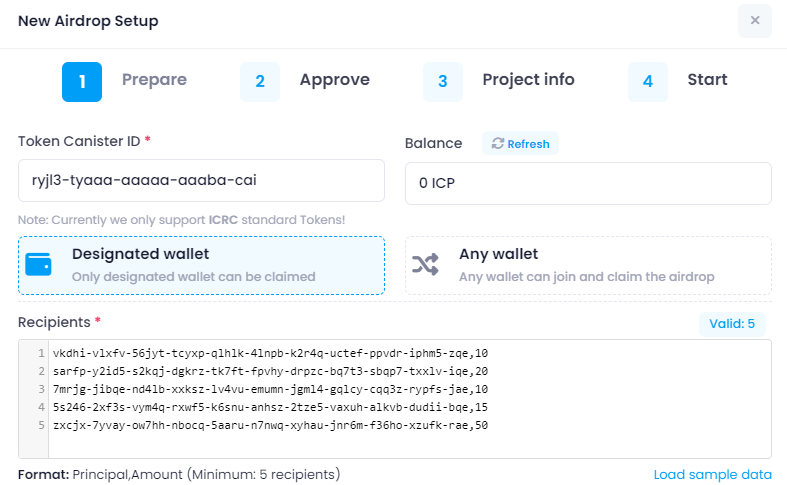 New Airdrop Setup
1 Prepare 2 Approve 3 Project info 4 Start
Token Canister ID *
ryjl3-tyaaa-aaaaa-aaaba-cai
Balance Refresh
0 ICP
Note: Currently we only support ICRC standard Tokens!
Designated wallet
Only designated wallet can be claimed
Any wallet
Any wallet can join and claim the airdrop
Recipients * Valid: 5
1 vkdhi-vlxfv-56jyt-tcyxp-qlhlk-4lnpb-k2r4q-uctef-ppvdr-iphm5-zqe,10
2 sarfp-y2id5-s2kqj-dgkrz-tk7ft-fpvhy-drpzc-bq7t3-sbqp7-txxlv-iqe,20
3 7mrjg-jibqe-nd4lb-xxksz-lv4vu-emumn-jgml4-gqlcy-cqq3z-rypfs-jae,10
4 5s246-2xf3s-vym4q-rxwf5-k6snu-anhsz-2tze5-vaxuh-alkvb-dudii-bqe,15
5 zxcjx-7yvay-ow7hh-nbocq-5aaru-n7nwq-xyhau-jnr6m-f36ho-xzufk-rae,50
Format: Principal,Amount (Minimum: 5 recipients) Load sample data